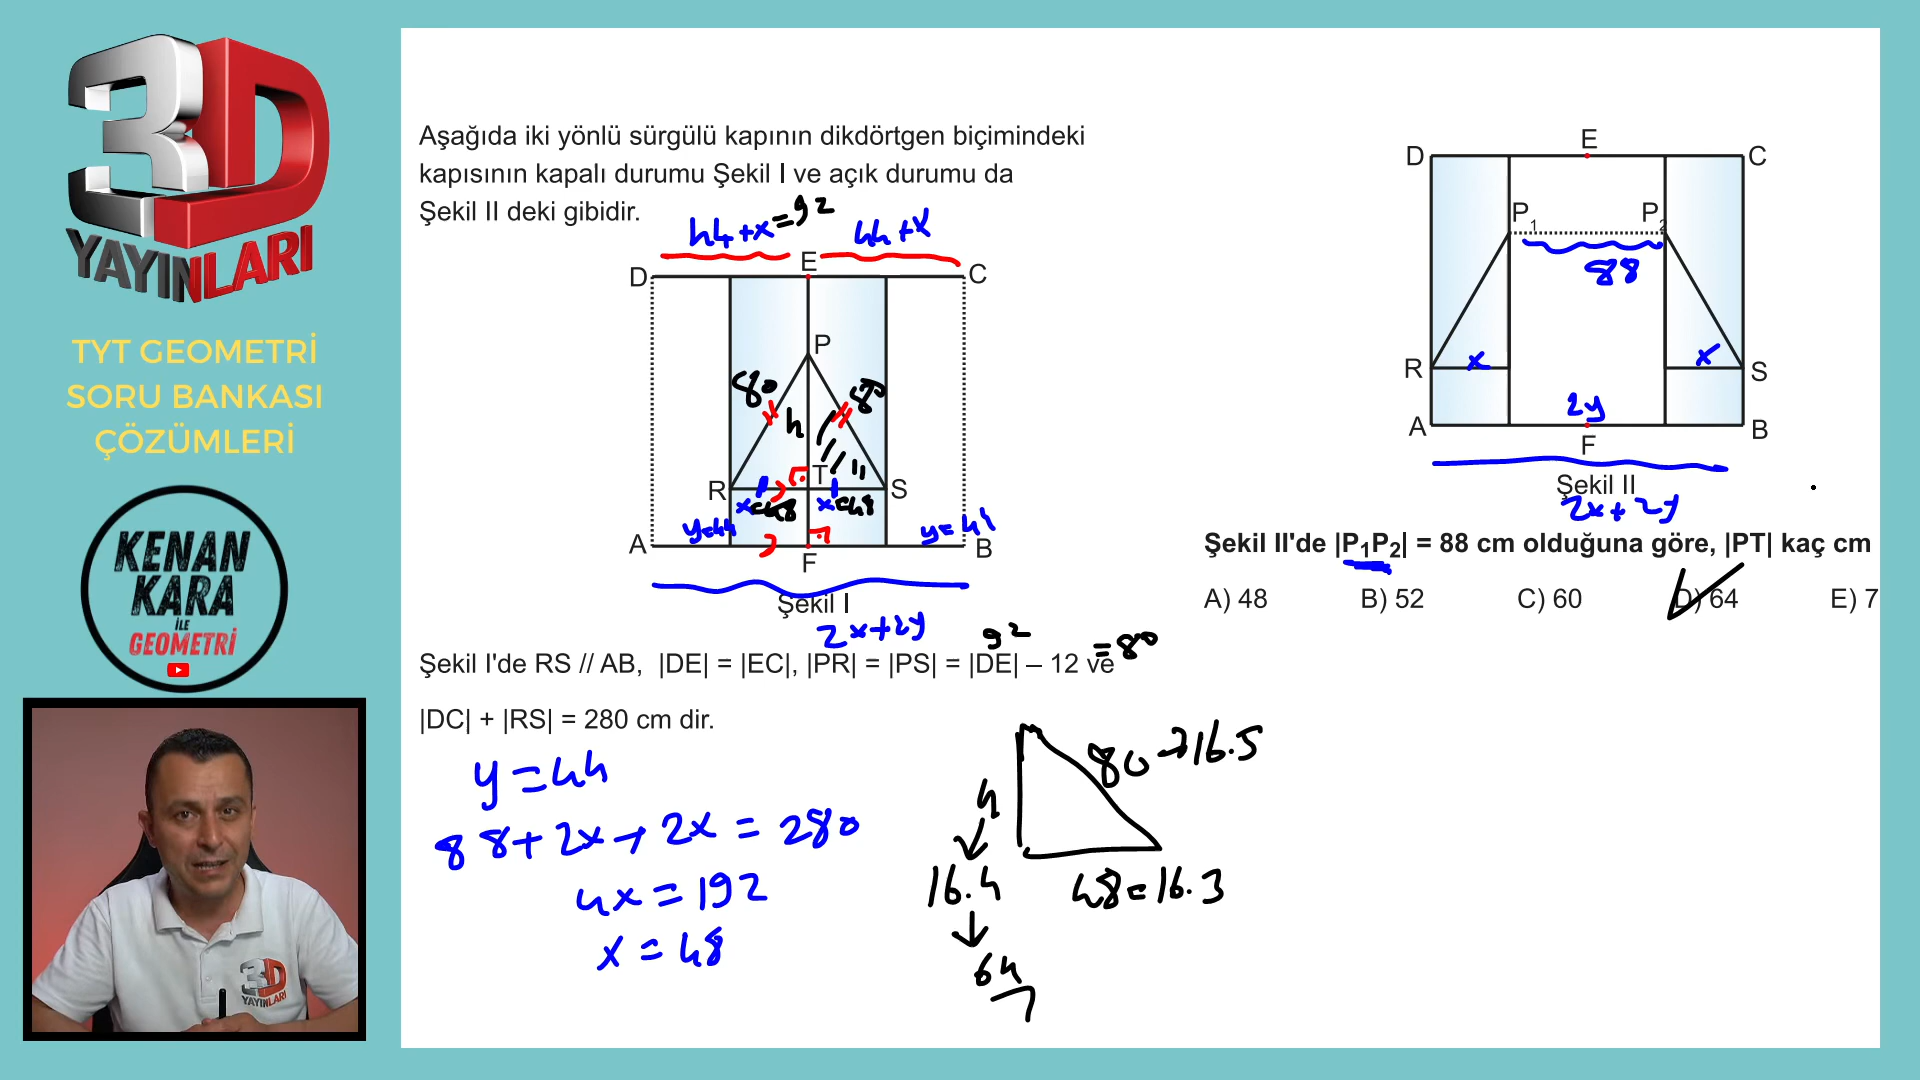 3D
YAYINLARI
TYT GEOMETRİ
SORU BANKASI
ÇÖZÜMLERİ
KENAN
KARA
İLE
GEOMETRİ
3D
YAYINLARI
Aşağıda iki yönlü sürgülü kapının dikdörtgen biçimindeki
kapısının kapalı durumu Şekil I ve açık durumu da
Şekil II deki gibidir.
44+x=92 44+x
D E C
P
80 h 80
R T S
x=48 x=48
y=44 y=44
A F B
Şekil I
2x+2y
92 =80
Şekil I'de RS // AB, |DE| = |EC|, |PR| = |PS| = |DE| – 12 ve
|DC| + |RS| = 280 cm dir.
y=44
88+2x+2x=280
4x=192
x=48
80→16.5
h
16.4
48=16.3
64
D E C
P1 P2
88
R x x S
2y
A F B
Şekil II
2x+2y
Şekil II'de |P1P2| = 88 cm olduğuna göre, |PT| kaç cm
A) 48 B) 52 C) 60 D) 64 E) 7